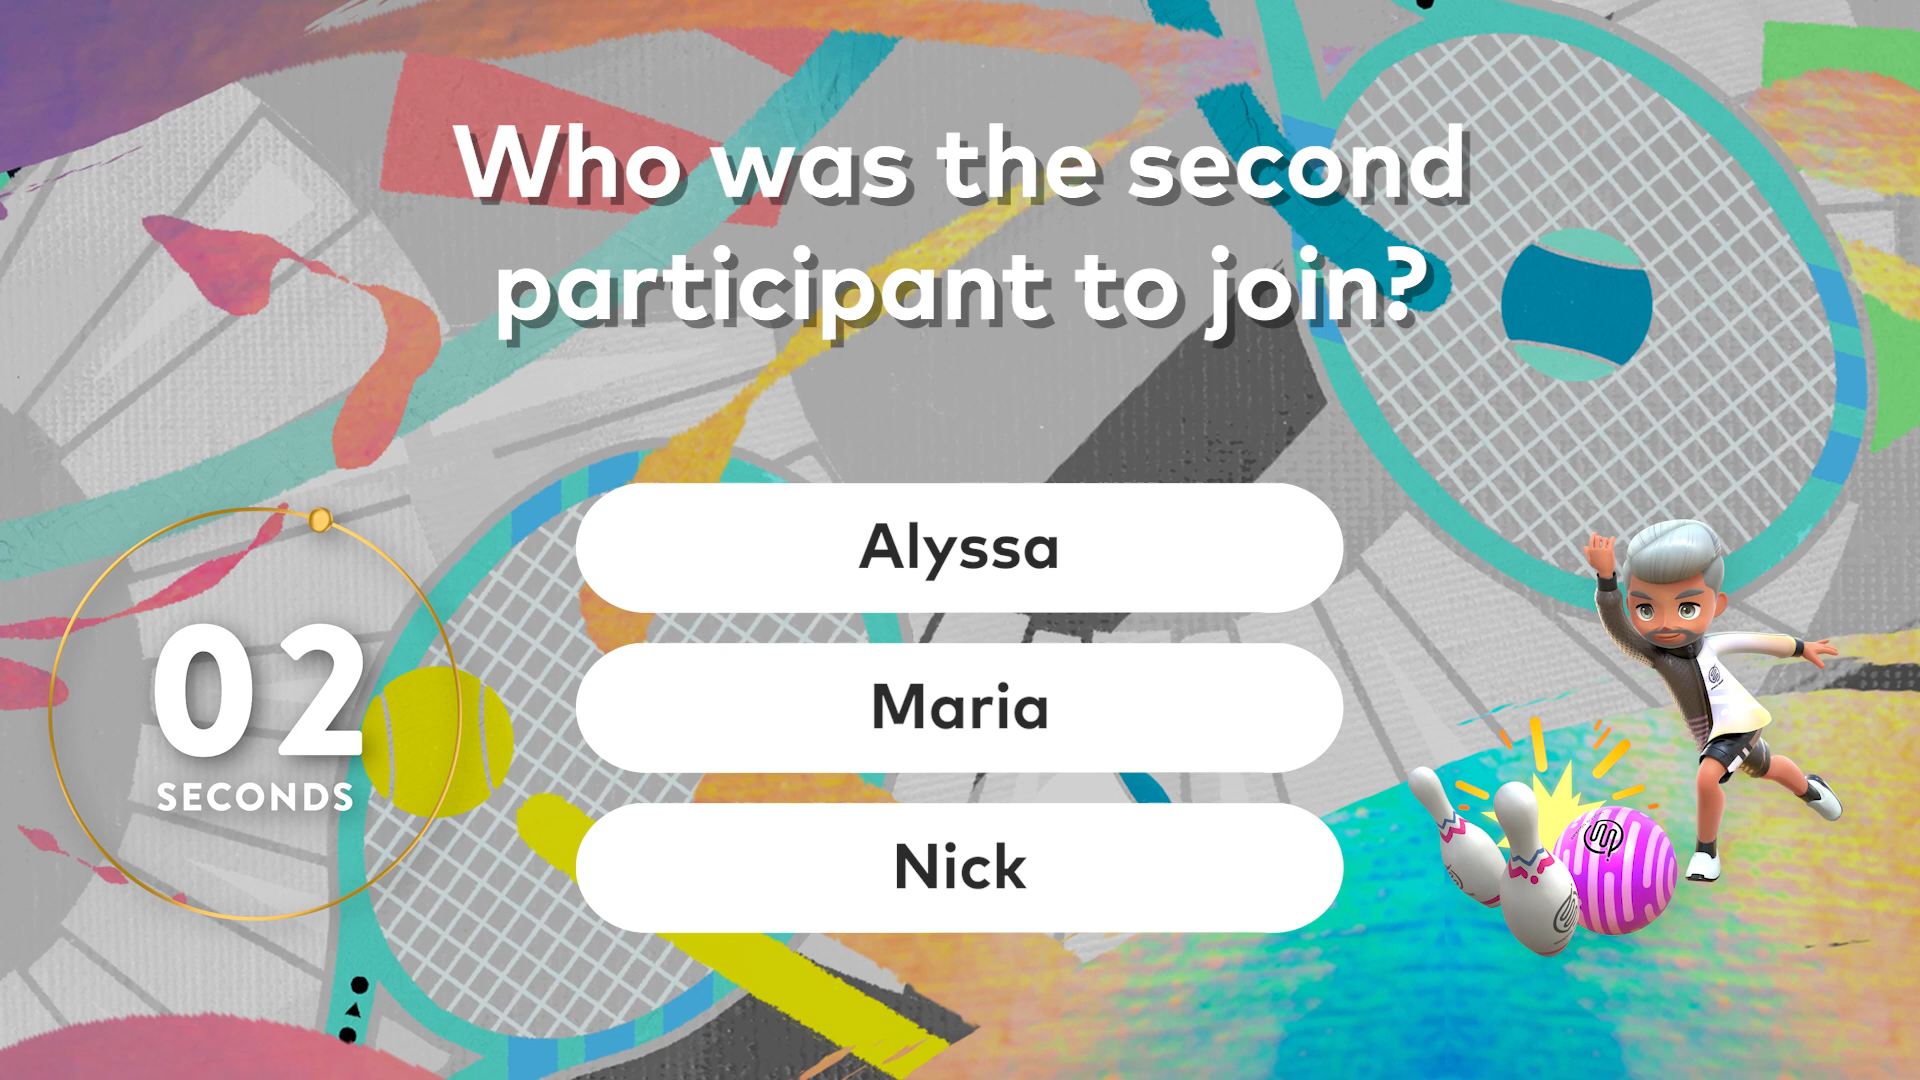 Who was the second
participant to join?
Alyssa
02
Maria
SECONDS
Nick